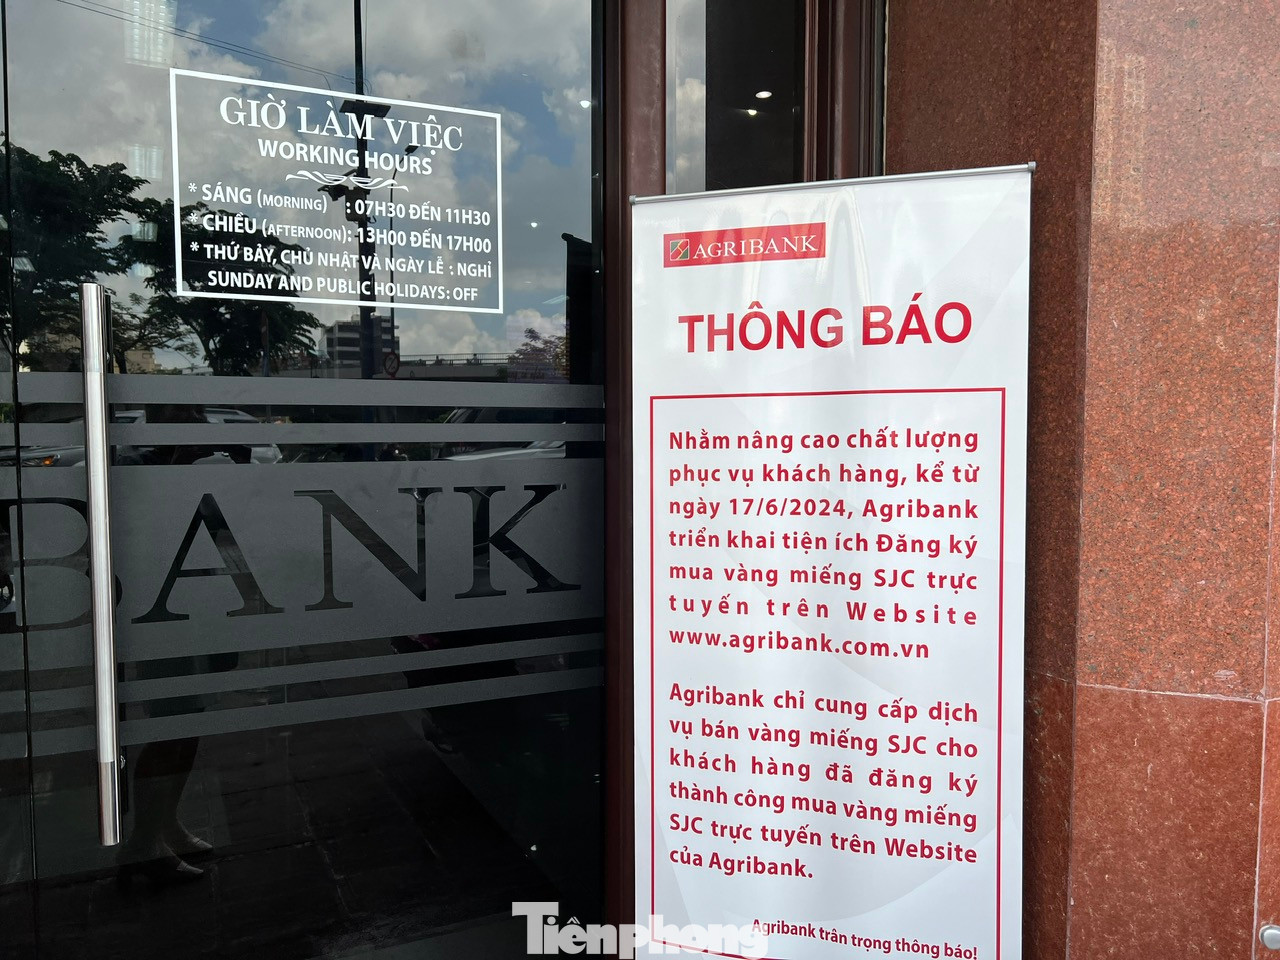 GIỜ LÀM VIỆC
WORKING HOURS
* SÁNG (MORNING) : 07H30 ĐẾN 11H30
* CHIỀU (AFTERNOON): 13H00 ĐẾN 17H00
* THỨ BẢY, CHỦ NHẬT VÀ NGÀY LỄ : NGHỈ
SUNDAY AND PUBLIC HOLIDAYS: OFF
BANK
AGRIBANK
THÔNG BÁO
Nhằm nâng cao chất lượng
phục vụ khách hàng, kể từ
ngày 17/6/2024, Agribank
triển khai tiện ích Đăng ký
mua vàng miếng SJC trực
tuyến trên Website
www.agribank.com.vn
Agribank chỉ cung cấp dịch
vụ bán vàng miếng SJC cho
khách hàng đã đăng ký
thành công mua vàng miếng
SJC trực tuyến trên Website
của Agribank.
Agribank trân trọng thông báo!
Tiênphong